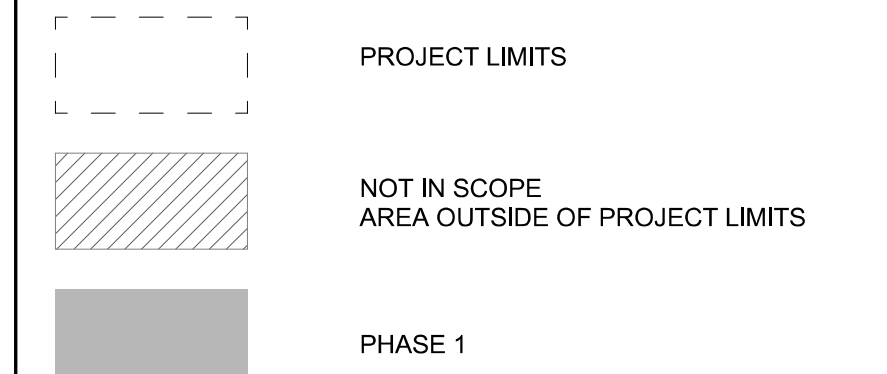 PROJECT LIMITS
NOT IN SCOPE
AREA OUTSIDE OF PROJECT LIMITS
PHASE 1